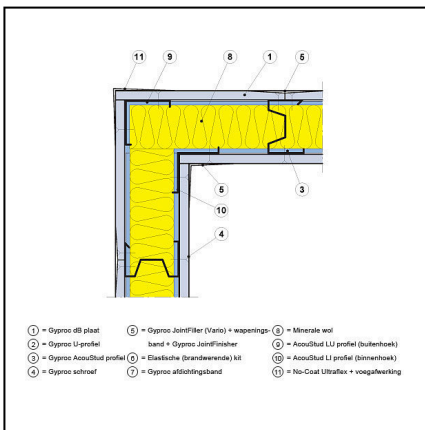 11 9 8 1 5
5 3
10
4
1 = Gyproc dB plaat
2 = Gyproc U-profiel
3 = Gyproc AcouStud profiel
4 = Gyproc schroef
5 = Gyproc JointFiller (Vario) + wapenings-
band + Gyproc JointFinisher
6 = Elastische (brandwerende) kit
7 = Gyproc afdichtingsband
8 = Minerale wol
9 = AcouStud LU profiel (buitenhoek)
10 = AcouStud LI profiel (binnenhoek)
11 = No-Coat Ultraflex + voegafwerking